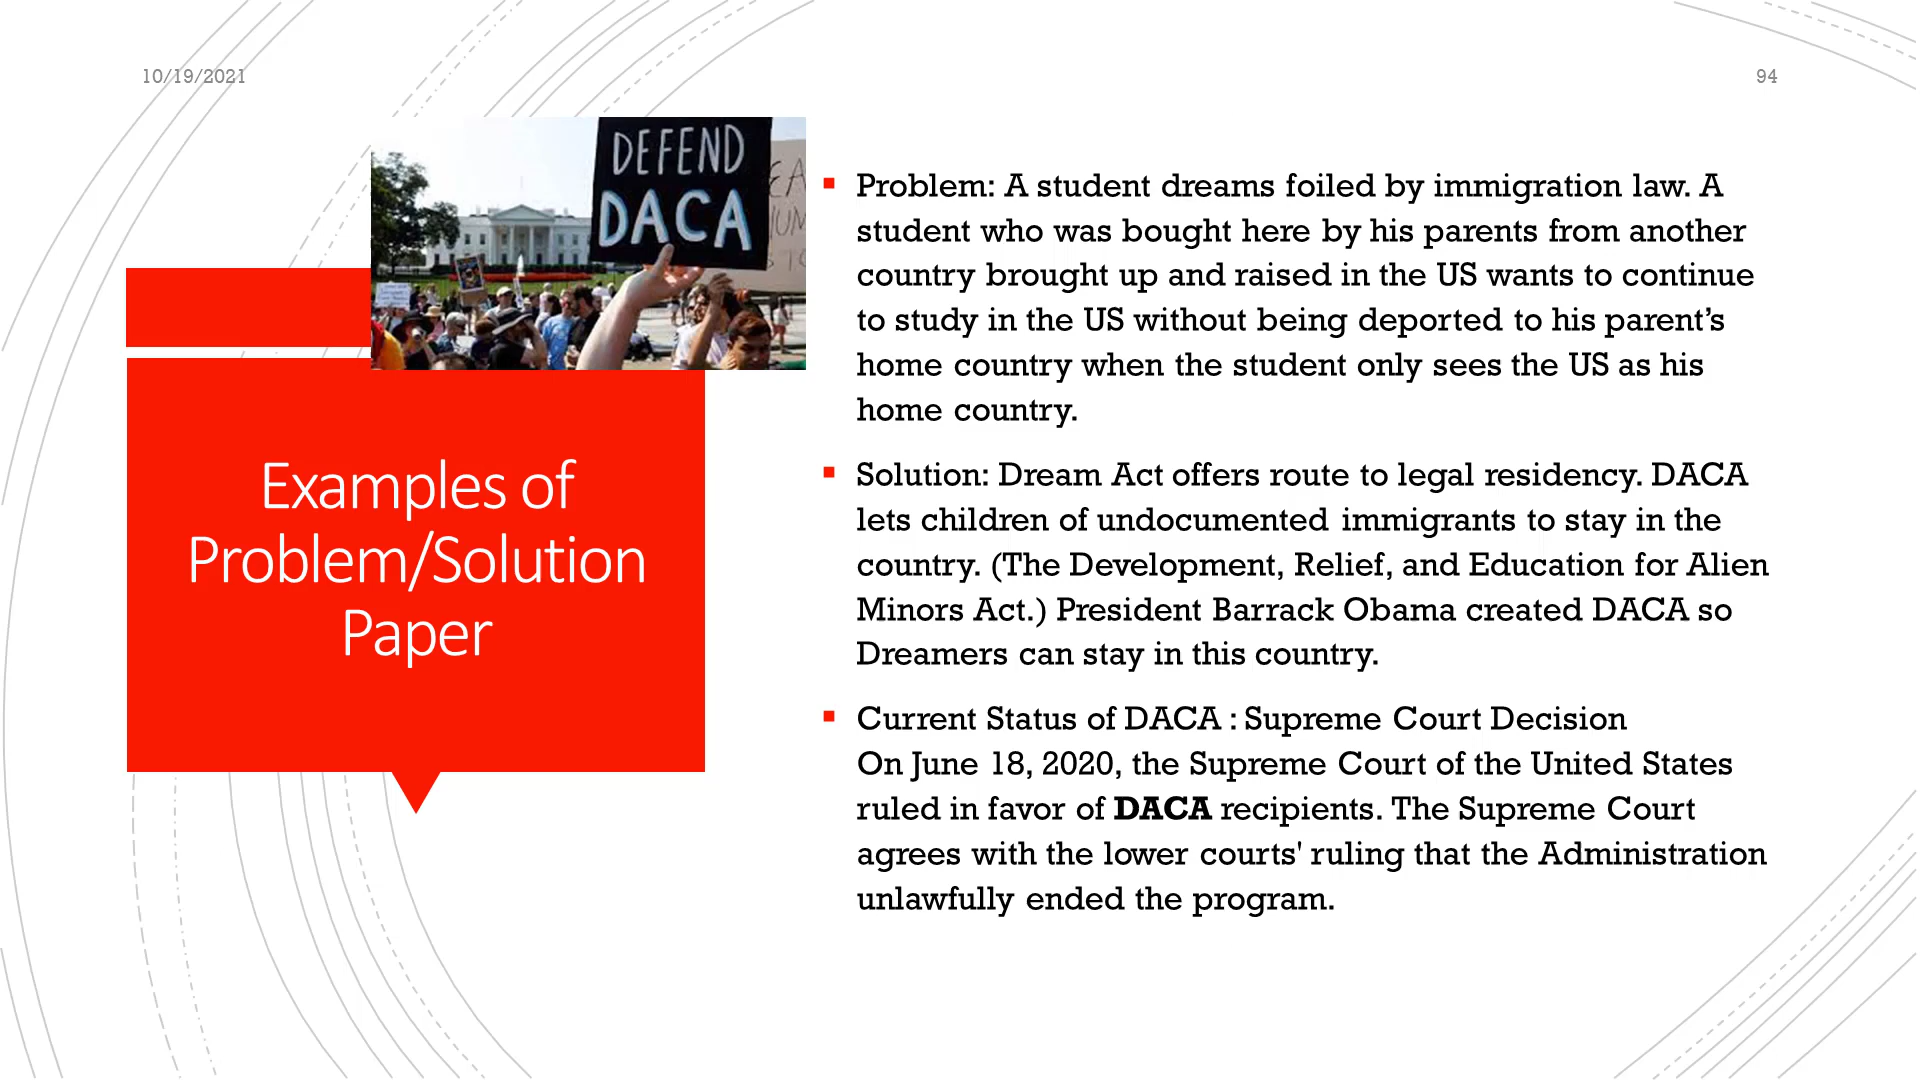 10/19/2021
94
DEFEND
DACA
Examples of
Problem/Solution
Paper
▪ Problem: A student dreams foiled by immigration law. A
student who was bought here by his parents from another
country brought up and raised in the US wants to continue
to study in the US without being deported to his parent’s
home country when the student only sees the US as his
home country.
▪ Solution: Dream Act offers route to legal residency. DACA
lets children of undocumented immigrants to stay in the
country. (The Development, Relief, and Education for Alien
Minors Act.) President Barrack Obama created DACA so
Dreamers can stay in this country.
▪ Current Status of DACA : Supreme Court Decision
On June 18, 2020, the Supreme Court of the United States
ruled in favor of DACA recipients. The Supreme Court
agrees with the lower courts' ruling that the Administration
unlawfully ended the program.